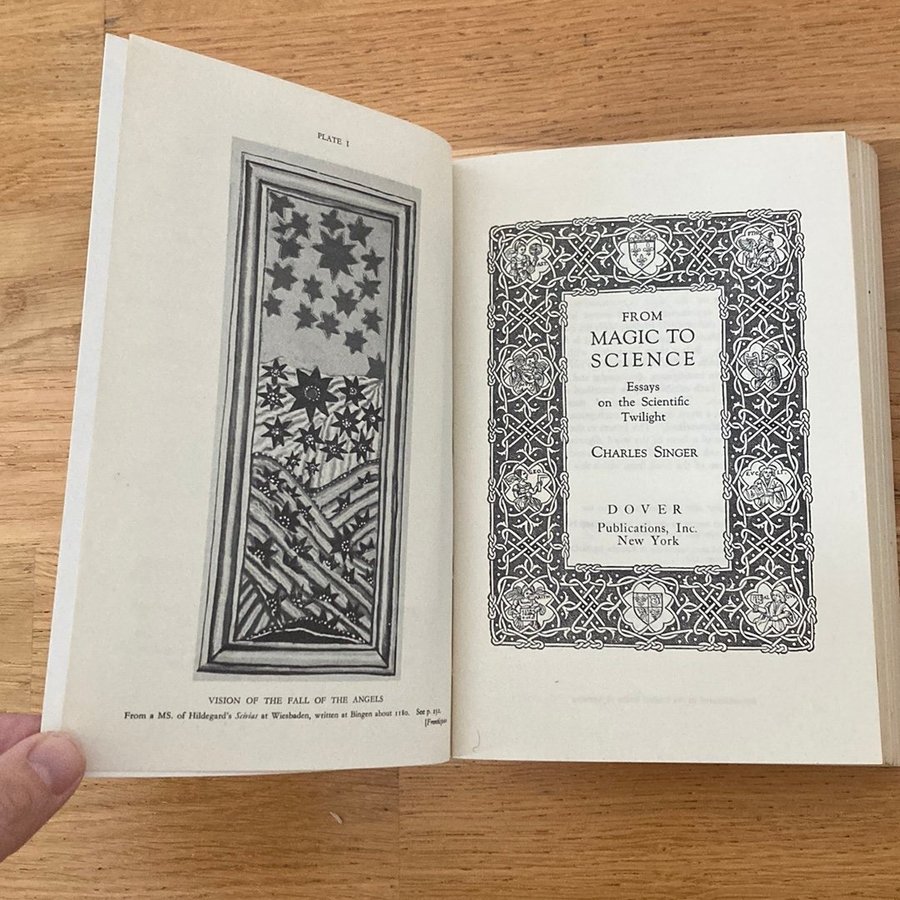 PLATE I
VISION OF THE FALL OF THE ANGELS
From a MS. of Hildegard's Scivias at Wiesbaden, written at Bingen about 1180. See p. 232.
FROM
MAGIC TO
SCIENCE
Essays
on the Scientific
Twilight
CHARLES SINGER
DOVER
Publications, Inc.
New York